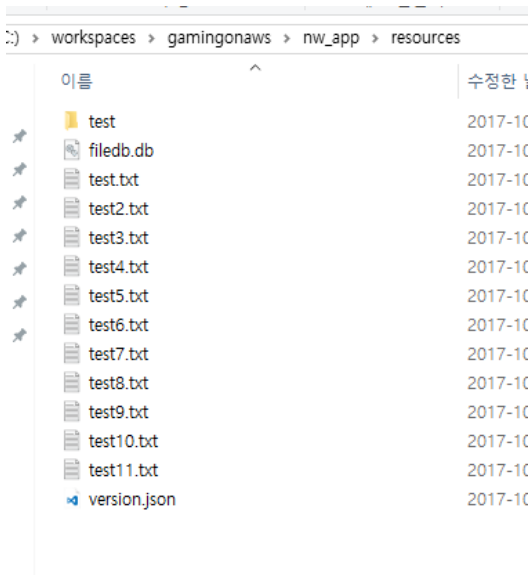 :) > workspaces > gamingonaws > nw_app > resources
이름 수정한
test 2017-10
filedb.db 2017-10
test.txt 2017-10
test2.txt 2017-10
test3.txt 2017-10
test4.txt 2017-10
test5.txt 2017-10
test6.txt 2017-10
test7.txt 2017-10
test8.txt 2017-10
test9.txt 2017-10
test10.txt 2017-10
test11.txt 2017-10
version.json 2017-10